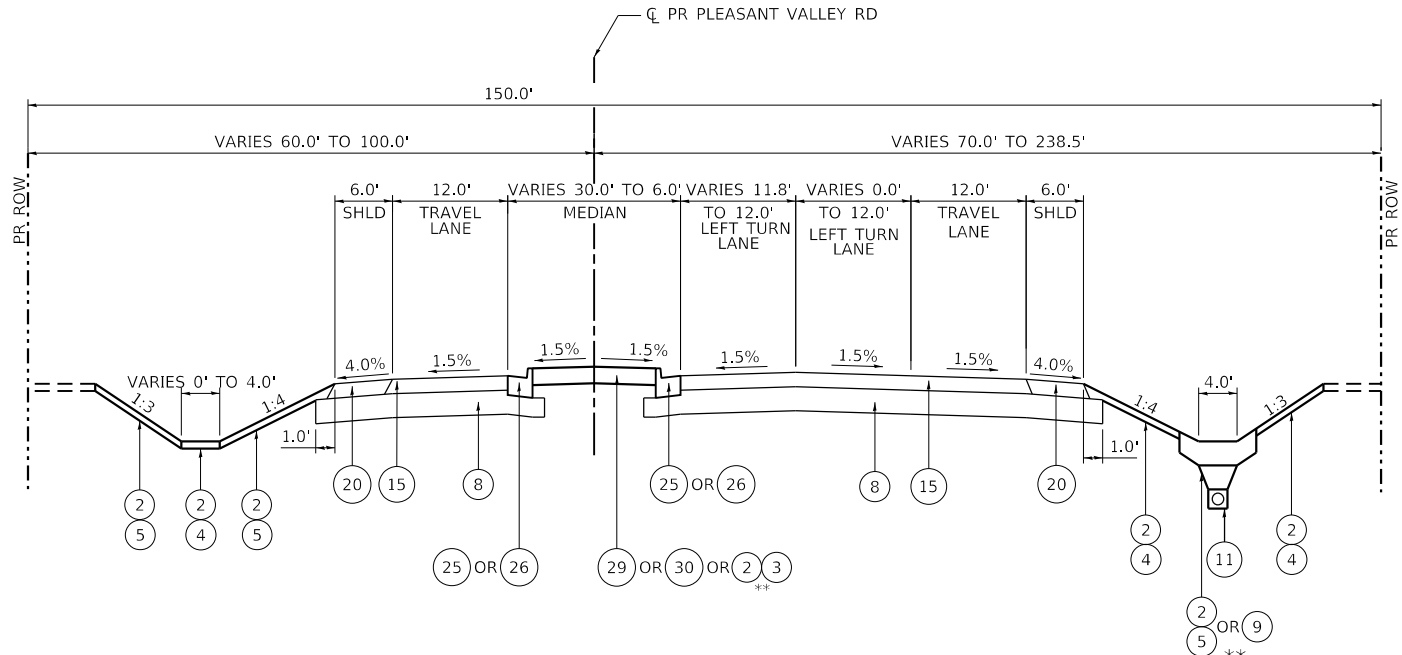 ℄ PR PLEASANT VALLEY RD
150.0'
VARIES 60.0' TO 100.0'
VARIES 70.0' TO 238.5'
PR ROW
PR ROW
6.0'
SHLD
12.0'
TRAVEL
LANE
VARIES 30.0' TO 6.0'
MEDIAN
VARIES 11.8'
TO 12.0'
LEFT TURN
LANE
VARIES 0.0'
TO 12.0'
LEFT TURN
LANE
12.0'
TRAVEL
LANE
6.0'
SHLD
4.0%
1.5%
1.5%
1.5%
1.5%
1.5%
1.5%
4.0%
VARIES 0' TO 4.0'
1:3
1:4
1:4
4.0'
1:3
1.0'
1.0'
20
15
8
25 OR 26
8
15
20
2
5
2
4
2
5
25 OR 26
29 OR 30 OR 2 3
**
2
4
11
2
4
2
5
OR 9
**